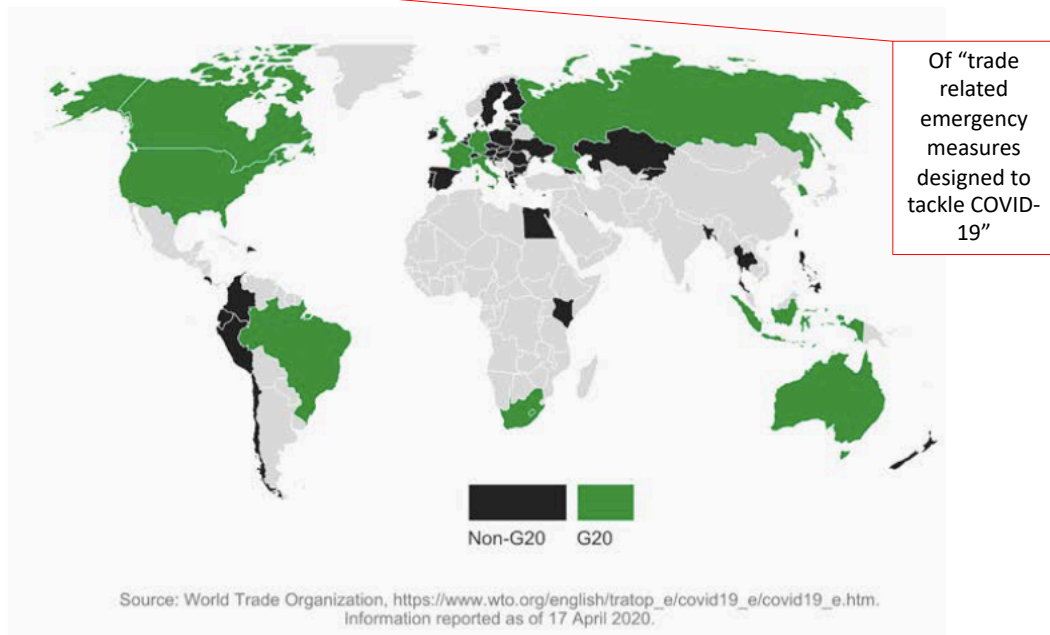 Of “trade
related
emergency
measures
designed to
tackle COVID-
19”
Non-G20 G20
Source: World Trade Organization, https://www.wto.org/english/tratop_e/covid19_e/covid19_e.htm.
Information reported as of 17 April 2020.